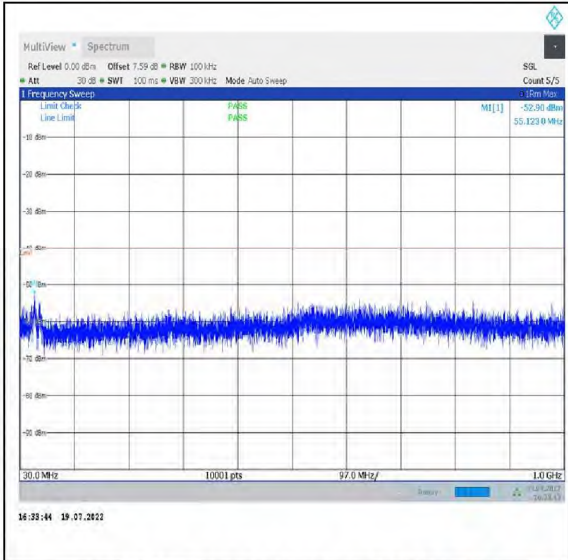 MultiView Spectrum
Ref Level 0.00 dBm Offset 7.59 dB RBW 100 kHz SGL
Att 30 dB SWT 100 ms VBW 300 kHz Mode Auto Sweep Count 5/5
1 Frequency Sweep 1Rm Max
Limit Check PASS M1[1] -52.90 dBm
Line Limit PASS 55.1230 MHz
-10 dBm
-20 dBm
-30 dBm
-40 dBm
-50 dBm
-70 dBm
-80 dBm
-90 dBm
30.0 MHz 10001 pts 97.0 MHz/ 1.0 GHz
16:33:44 19.07.2022